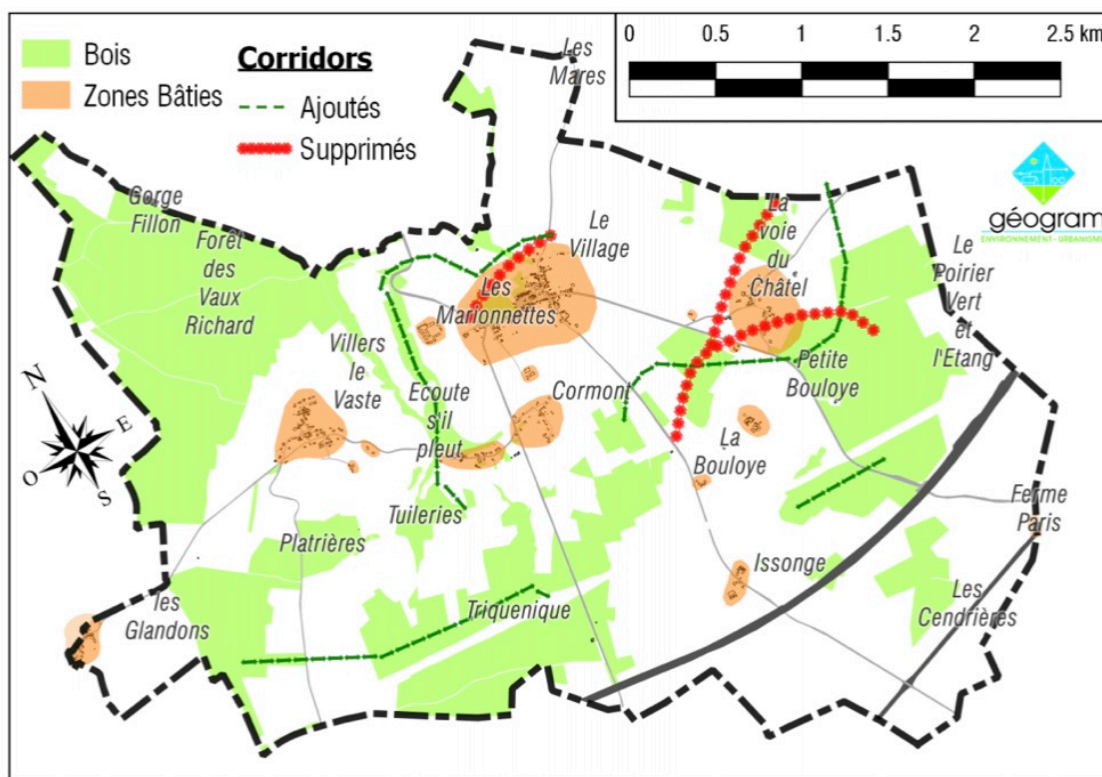 Bois
Zones Bâties
Corridors
Ajoutés
Supprimés
0 0.5 1 1.5 2 2.5 km
Les
Mares
géogram
ENVIRONNEMENT - URBANISME
Gorge
Fillon
Forêt
des
Vaux
Richard
Le
Village
La
voie
du
Châtel
Le
Poirier
Vert
et
l'Etang
Les
Marionnettes
Villers
le
Vaste
Ecoute
s'il
pleut
Cormont
Petite
Bouloye
La
Bouloye
N
E
O
S
Tuileries
Platrières
Ferme
Paris
Issonge
les
Glandons
Triquenique
Les
Cendrières